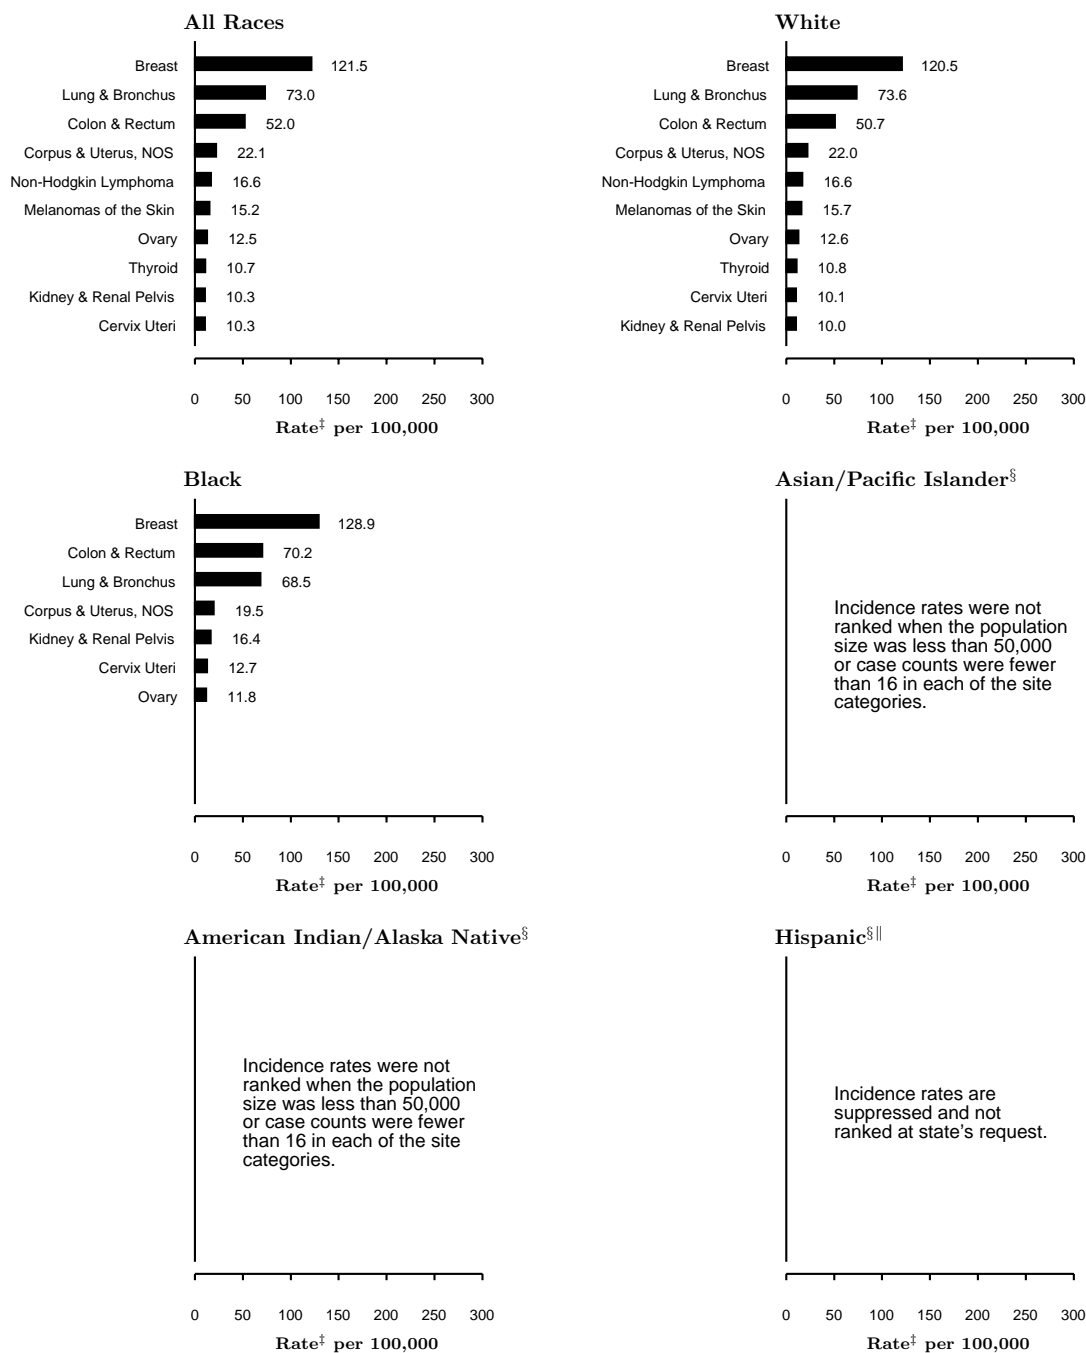 All Races
Breast 121.5
Lung & Bronchus 73.0
Colon & Rectum 52.0
Corpus & Uterus, NOS 22.1
Non-Hodgkin Lymphoma 16.6
Melanomas of the Skin 15.2
Ovary 12.5
Thyroid 10.7
Kidney & Renal Pelvis 10.3
Cervix Uteri 10.3
0 50 100 150 200 250 300
Rate‡ per 100,000
White
Breast 120.5
Lung & Bronchus 73.6
Colon & Rectum 50.7
Corpus & Uterus, NOS 22.0
Non-Hodgkin Lymphoma 16.6
Melanomas of the Skin 15.7
Ovary 12.6
Thyroid 10.8
Cervix Uteri 10.1
Kidney & Renal Pelvis 10.0
0 50 100 150 200 250 300
Rate‡ per 100,000
Black
Breast 128.9
Colon & Rectum 70.2
Lung & Bronchus 68.5
Corpus & Uterus, NOS 19.5
Kidney & Renal Pelvis 16.4
Cervix Uteri 12.7
Ovary 11.8
0 50 100 150 200 250 300
Rate‡ per 100,000
Asian/Pacific Islander§
Incidence rates were not
ranked when the population
size was less than 50,000
or case counts were fewer
than 16 in each of the site
categories.
0 50 100 150 200 250 300
Rate‡ per 100,000
American Indian/Alaska Native§
Incidence rates were not
ranked when the population
size was less than 50,000
or case counts were fewer
than 16 in each of the site
categories.
0 50 100 150 200 250 300
Rate‡ per 100,000
Hispanic§‖
Incidence rates are
suppressed and not
ranked at state's request.
0 50 100 150 200 250 300
Rate‡ per 100,000